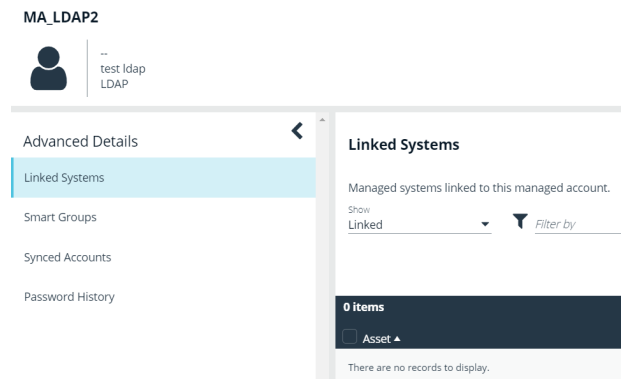 MA_LDAP2
--
test ldap
LDAP
Advanced Details
Linked Systems
Smart Groups
Synced Accounts
Password History
Linked Systems
Managed systems linked to this managed account.
Show
Linked
Filter by
0 items
Asset
There are no records to display.